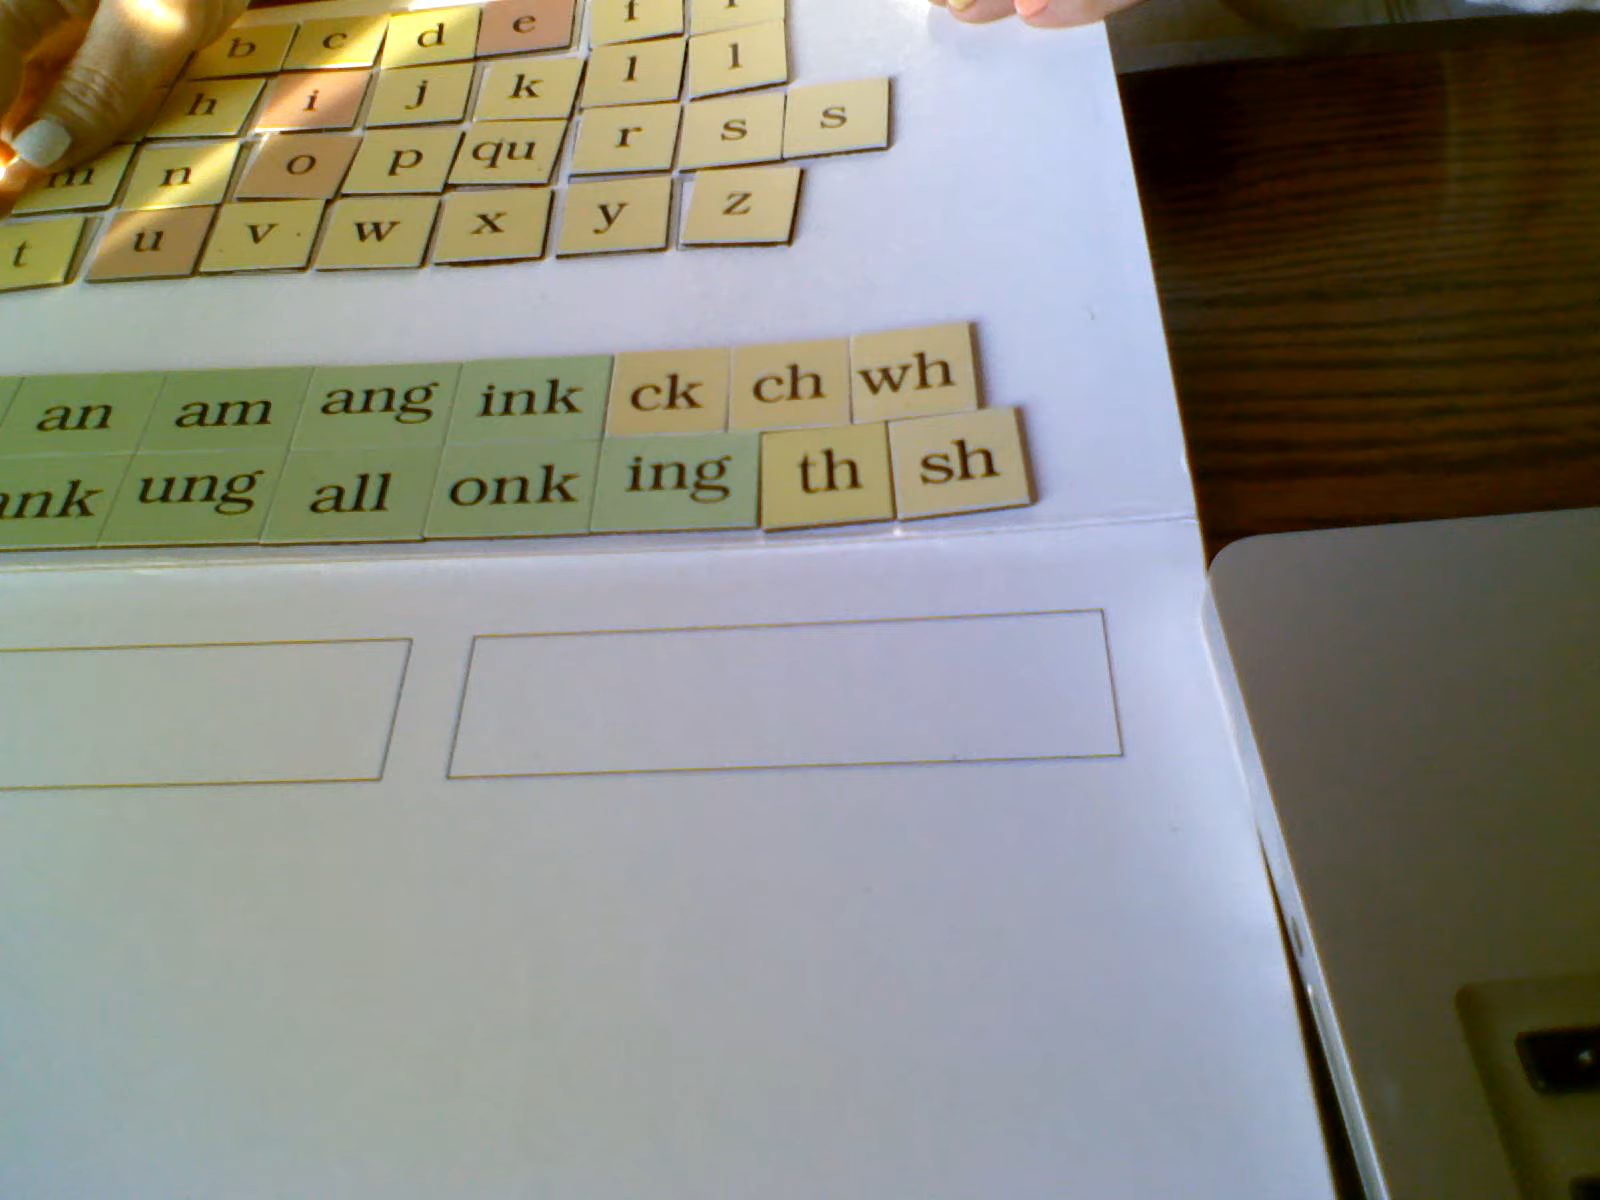 b c d e f f
h i j k l l
m n o p qu r s s
t u v w x y z
an am ang ink ck ch wh
ung all onk ing th sh